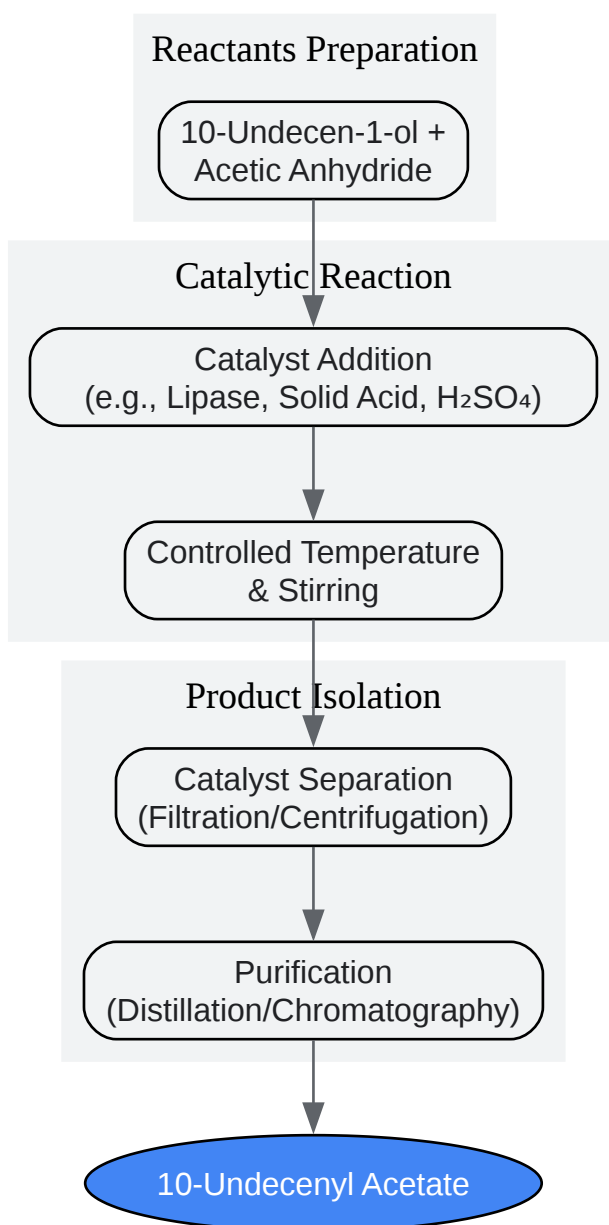 Reactants Preparation
10-Undecen-1-ol +
Acetic Anhydride
Catalytic Reaction
Catalyst Addition
(e.g., Lipase, Solid Acid, H₂SO₄)
Controlled Temperature
& Stirring
Product Isolation
Catalyst Separation
(Filtration/Centrifugation)
Purification
(Distillation/Chromatography)
10-Undecenyl Acetate